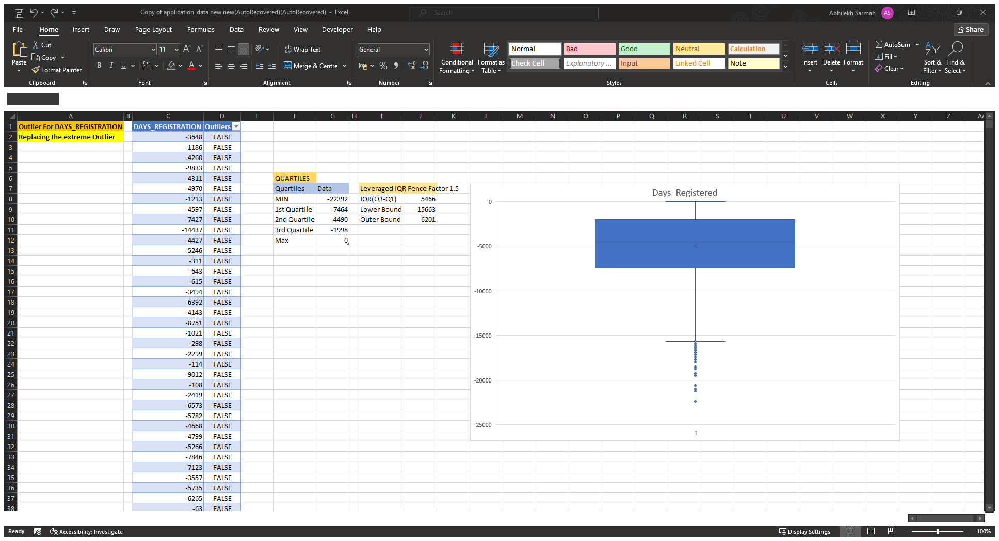 Copy of application_data new new(AutoRecovered)(AutoRecovered) - Excel
Search
Abhilekh Sarmah AS
File Home Insert Draw Page Layout Formulas Data Review View Developer Help Share
Paste
Cut
Copy
Format Painter
Clipboard
Calibri 11
B I U
Font
Wrap Text
Merge & Centre
Alignment
General
Number
Conditional Formatting
Format as Table
Normal Bad Good Neutral Calculation
Check Cell Explanatory ... Input Linked Cell Note
Styles
Insert Delete Format
Cells
AutoSum
Fill
Clear
Sort & Filter
Find & Select
Editing
A B C D E F G H I J K L M N O P Q R S T U V W X Y Z
1 Outlier For DAYS_REGISTRATION DAYS_REGISTRATION Outliers
2 Replacing the extreme Outlier -3648 FALSE
3 -1186 FALSE
4 -4260 FALSE
5 -9833 FALSE
6 -4311 FALSE QUARTILES
7 -4970 FALSE Quartiles Data Leveraged IQR Fence Factor 1.5
8 -1213 FALSE MIN -22392 IQR(Q3-Q1) 5466
9 -4597 FALSE 1st Quartile -7464 Lower Bound -15663
10 -7427 FALSE 2nd Quartile -4490 Outer Bound 6201
11 -14437 FALSE 3rd Quartile -1998
12 -4427 FALSE Max 0
13 -5246 FALSE
14 -311 FALSE
15 -643 FALSE
16 -615 FALSE
17 -3494 FALSE
18 -6392 FALSE
19 -4143 FALSE
20 -8751 FALSE
21 -1021 FALSE
22 -298 FALSE
23 -2299 FALSE
24 -114 FALSE
25 -9012 FALSE
26 -108 FALSE
27 -2419 FALSE
28 -6573 FALSE
29 -5782 FALSE
30 -4668 FALSE
31 -4799 FALSE
32 -5266 FALSE
33 -7846 FALSE
34 -7123 FALSE
35 -3557 FALSE
36 -5735 FALSE
37 -6265 FALSE
38 -63 FALSE
Days_Registered
0
-5000
-10000
-15000
-20000
-25000
1
Ready Accessibility: Investigate Display Settings 100%